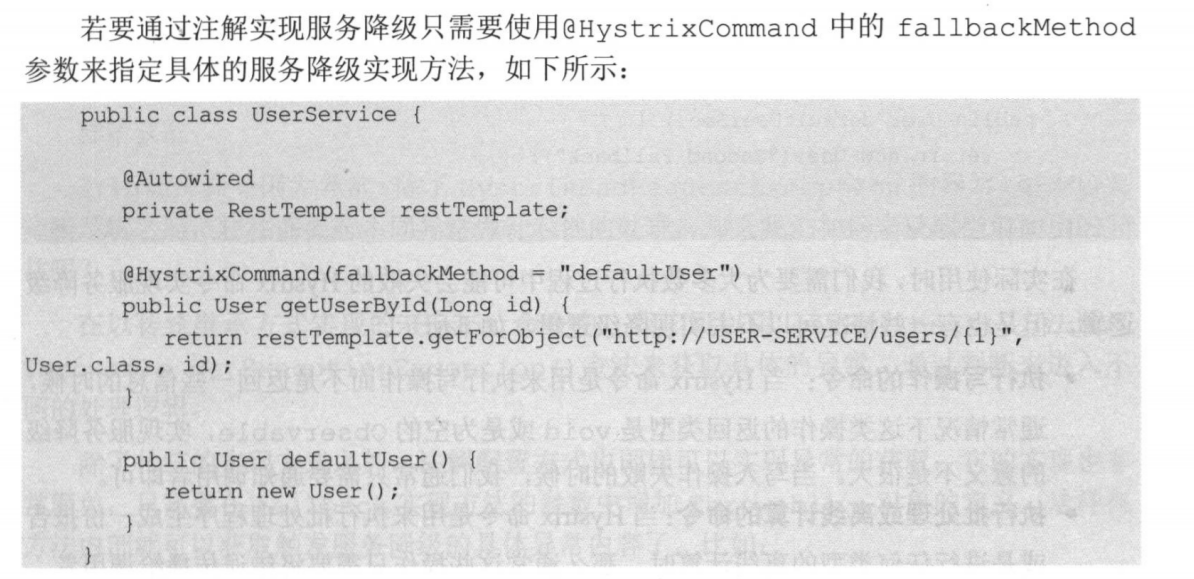 若要通过注解实现服务降级只需要使用@HystrixCommand 中的 fallbackMethod
参数来指定具体的服务降级实现方法，如下所示：
public class UserService {
@Autowired
private RestTemplate restTemplate;
@HystrixCommand(fallbackMethod = "defaultUser")
public User getUserById(Long id) {
return restTemplate.getForObject("http://USER-SERVICE/users/{1}",
User.class, id);
}
public User defaultUser() {
return new User();
}
}